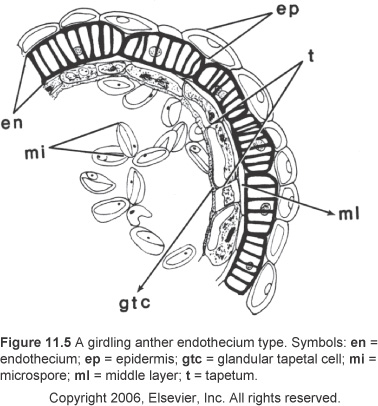 ep
t
en
mi
ml
gtc
Figure 11.5 A girdling anther endothecium type. Symbols: en =
endothecium; ep = epidermis; gtc = glandular tapetal cell; mi =
microspore; ml = middle layer; t = tapetum.
Copyright 2006, Elsevier, Inc. All rights reserved.